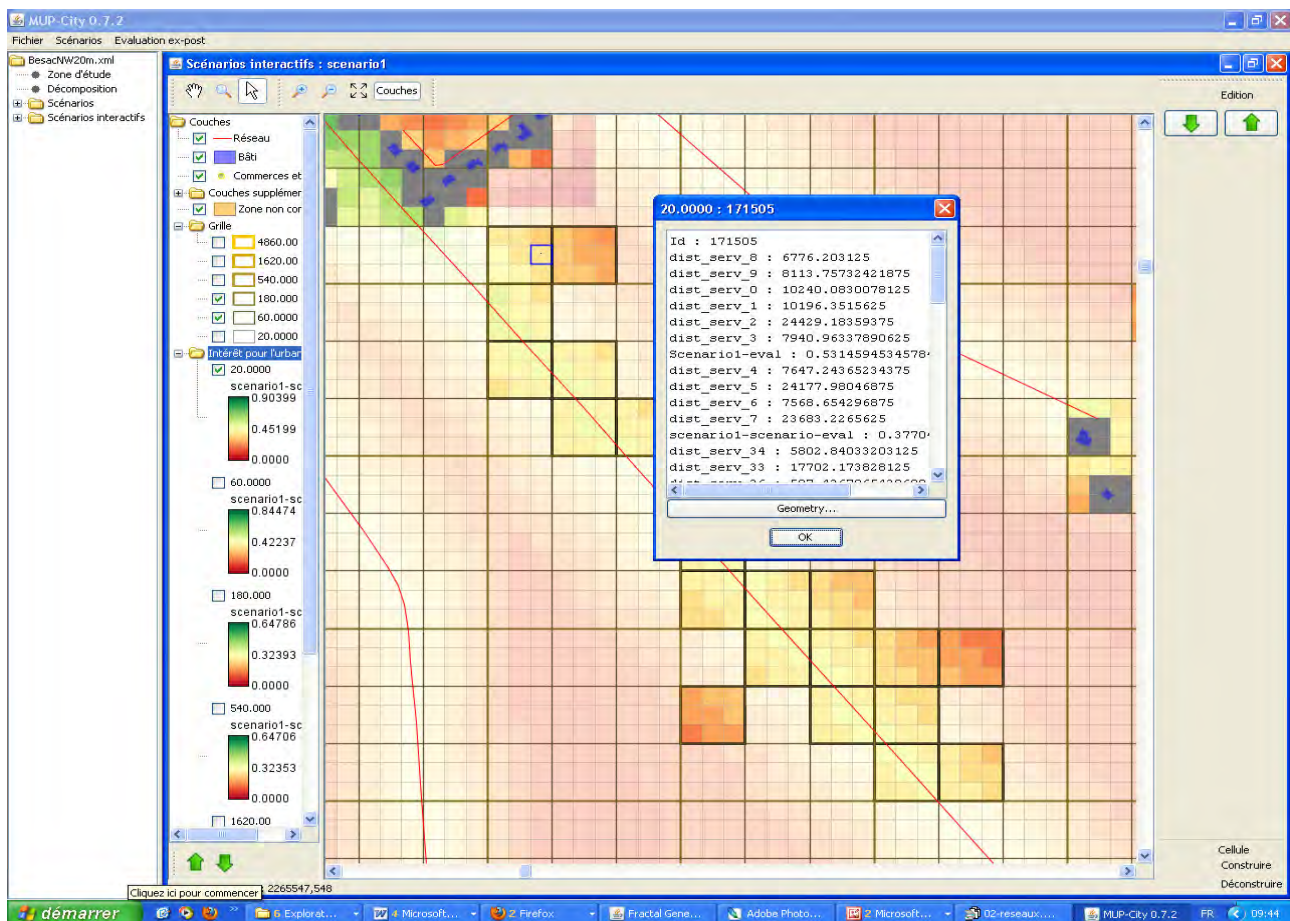 MUP-City 0.7.2
Fichier Scénarios Evaluation ex-post
BesacNW20m.xml
Zone d'étude
Décomposition
Scénarios
Scénarios interactifs
Scénarios interactifs : scenario1
Couches
Edition
Couches
Réseau
Bâti
Commerces et
Couches supplémer
Zone non cor
Grille
4860.00
1620.00
540.000
180.000
60.0000
20.0000
Intérêt pour l'urbar
20.0000
scenario1-sc
0.90399
0.45199
0.0000
60.0000
scenario1-sc
0.84474
0.42237
0.0000
180.000
scenario1-sc
0.64786
0.32393
0.0000
540.000
scenario1-sc
0.64706
0.32353
0.0000
1620.00
20.0000 : 171505
Id : 171505
dist_serv_8 : 6776.203125
dist_serv_9 : 8113.75732421875
dist_serv_0 : 10240.0830078125
dist_serv_1 : 10196.3515625
dist_serv_2 : 24429.18359375
dist_serv_3 : 7940.96337890625
Scenario1-eval : 0.5314594534578
dist_serv_4 : 7647.24365234375
dist_serv_5 : 24177.98046875
dist_serv_6 : 7568.654296875
dist_serv_7 : 23683.2265625
scenario1-scenario-eval : 0.3770
dist_serv_34 : 5802.84033203125
dist_serv_33 : 17702.173828125
Geometry...
OK
Cellule
Construire
Déconstruire
Cliquez ici pour commencer
2265547,548
démarrer
6 Explorat...
4 Microsoft...
2 Firefox
Fractal Gene...
Adobe Photo...
2 Microsoft...
02-reseaux....
MUP-City 0.7.2
FR
09:44